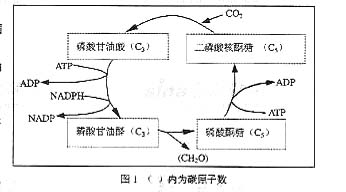 CO₂
磷酸甘油酸（C₃） 二磷酸核酮糖（C₅）
ATP
ADP
NADPH
NADP
ADP
ATP
磷酸甘油醛（C₃） 磷酸酮糖（C₅）
(CH₂O)
图 1 （ ）内为碳原子数